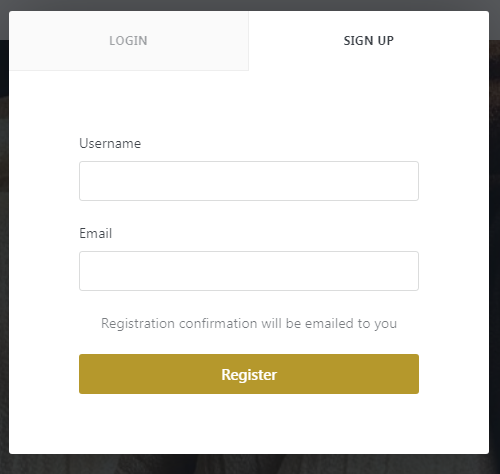 LOGIN
SIGN UP
Username
Email
Registration confirmation will be emailed to you
Register